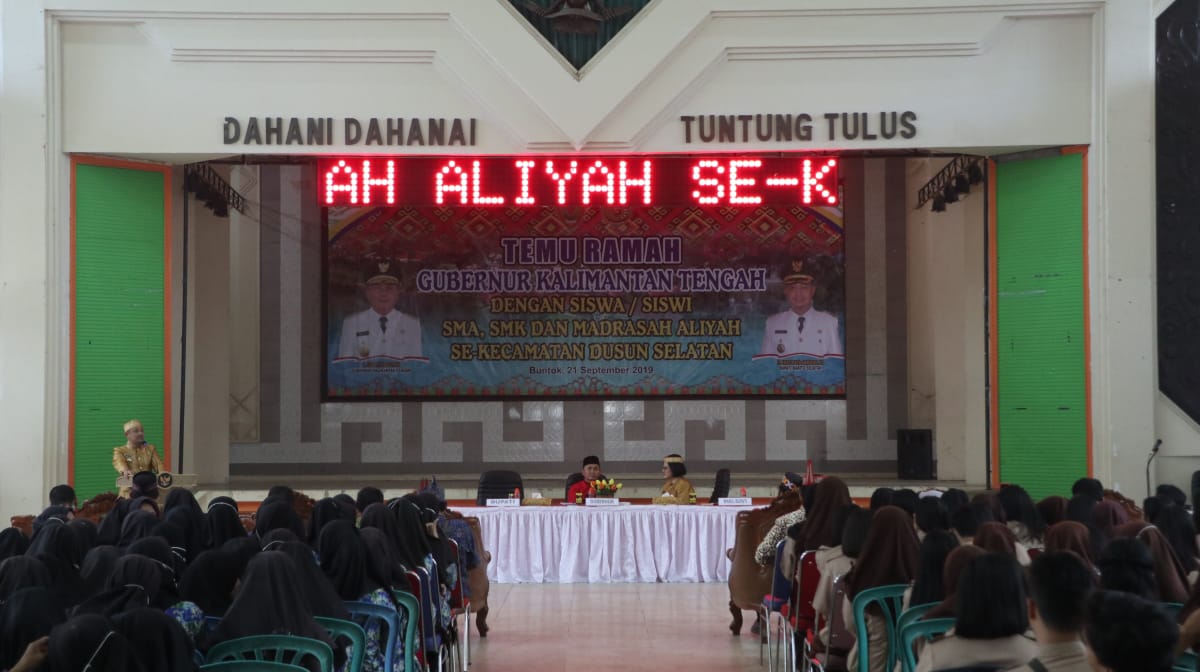 DAHANI DAHANAI
TUNTUNG TULUS
AH ALIYAH SE-K
TEMU RAMAH
GUBERNUR KALIMANTAN TENGAH
DENGAN SISWA / SISWI
SMA, SMK DAN MADRASAH ALIYAH
SE-KECAMATAN DUSUN SELATAN
Buntok, 21 September 2019
BUPATI